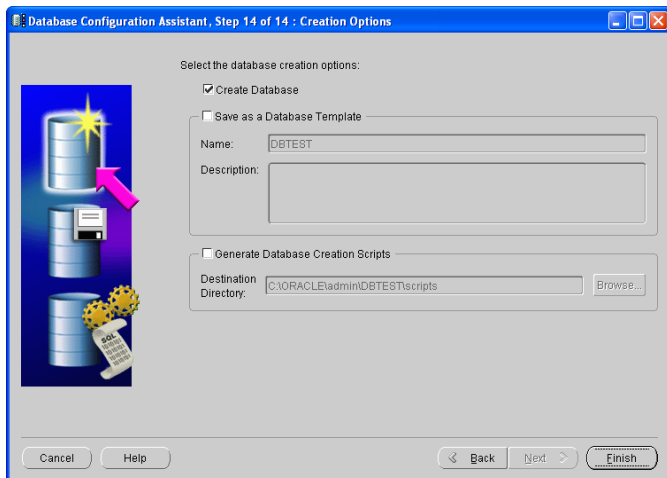 Database Configuration Assistant, Step 14 of 14 : Creation Options
Select the database creation options:
Create Database
Save as a Database Template
Name: DBTEST
Description:
Generate Database Creation Scripts
Destination
Directory: C:\ORACLE\admin\DBTEST\scripts Browse...
SQL
Cancel Help Back Next Finish